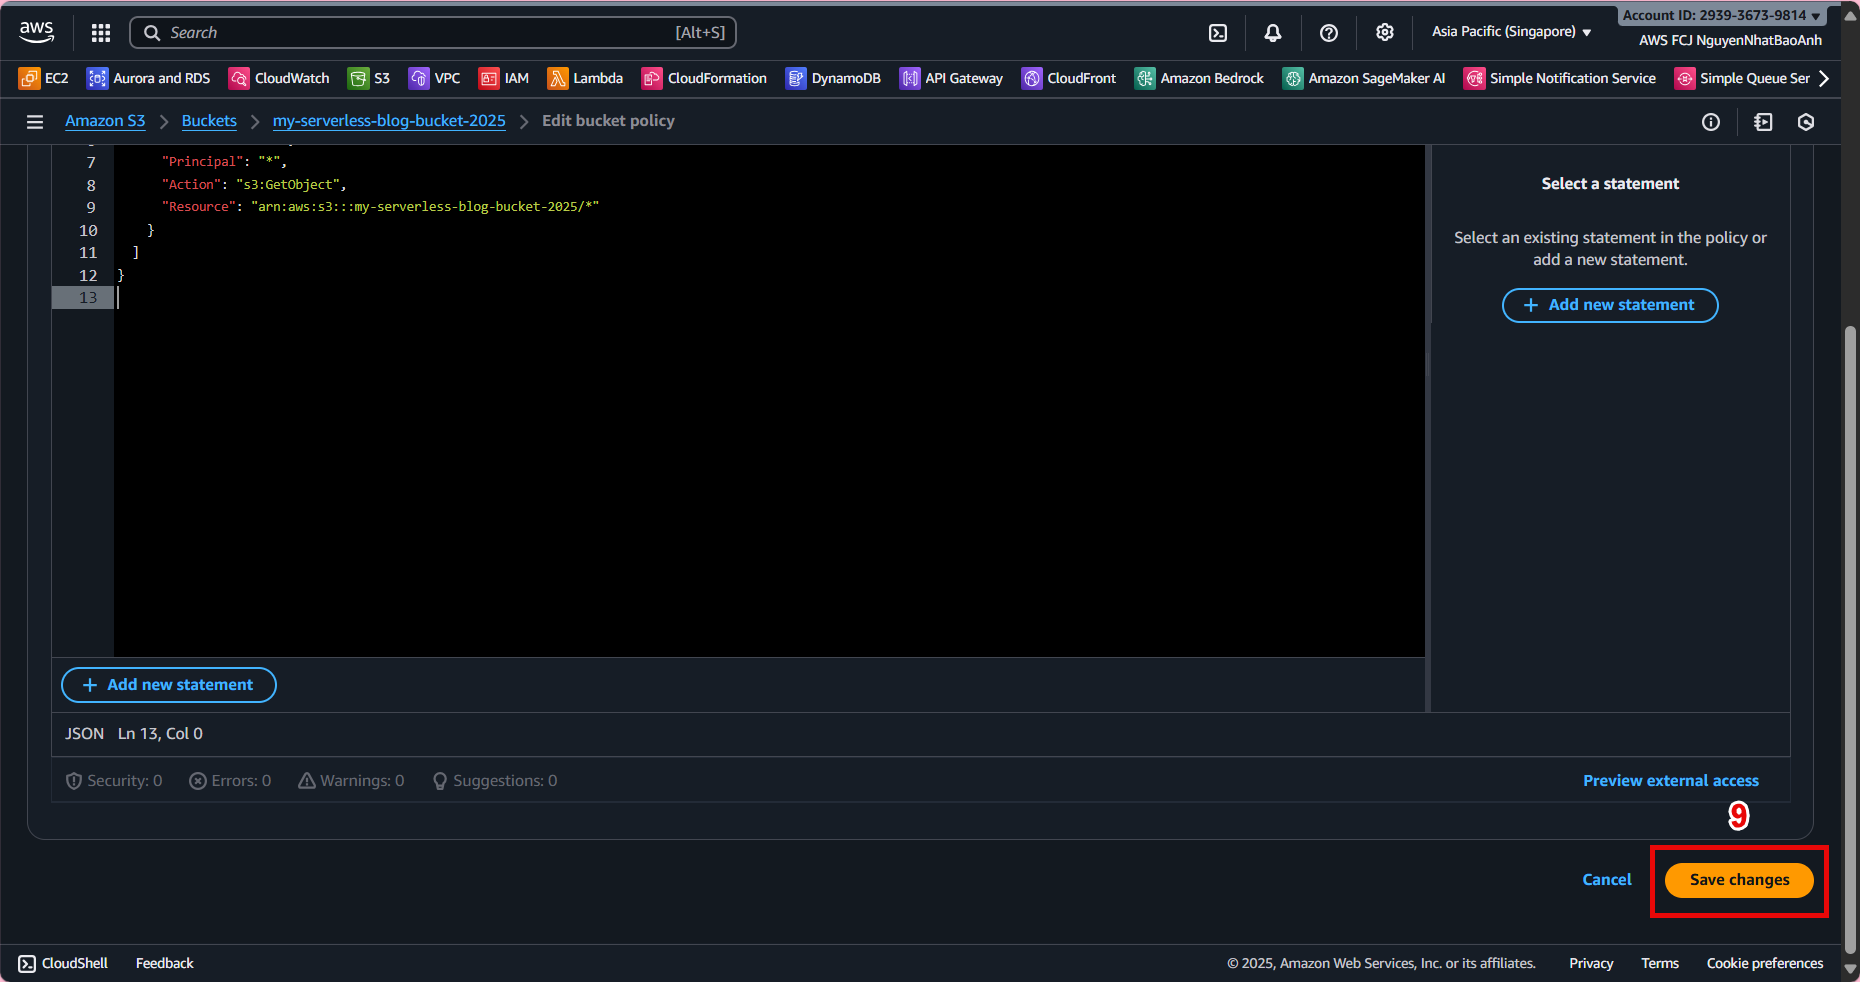 aws
Search
[Alt+S]
Asia Pacific (Singapore) ▼
Account ID: 2939-3673-9814 ▼
AWS FCJ NguyenNhatBaoAnh
EC2
Aurora and RDS
CloudWatch
S3
VPC
IAM
Lambda
CloudFormation
DynamoDB
API Gateway
CloudFront
Amazon Bedrock
Amazon SageMaker AI
Simple Notification Service
Simple Queue Ser
Amazon S3 > Buckets > my-serverless-blog-bucket-2025 > Edit bucket policy
7 "Principal": "*",
8 "Action": "s3:GetObject",
9 "Resource": "arn:aws:s3:::my-serverless-blog-bucket-2025/*"
10 }
11 ]
12 }
13
Select a statement
Select an existing statement in the policy or
add a new statement.
+ Add new statement
+ Add new statement
JSON Ln 13, Col 0
Security: 0
Errors: 0
Warnings: 0
Suggestions: 0
Preview external access
9
Cancel
Save changes
CloudShell
Feedback
© 2025, Amazon Web Services, Inc. or its affiliates.
Privacy
Terms
Cookie preferences